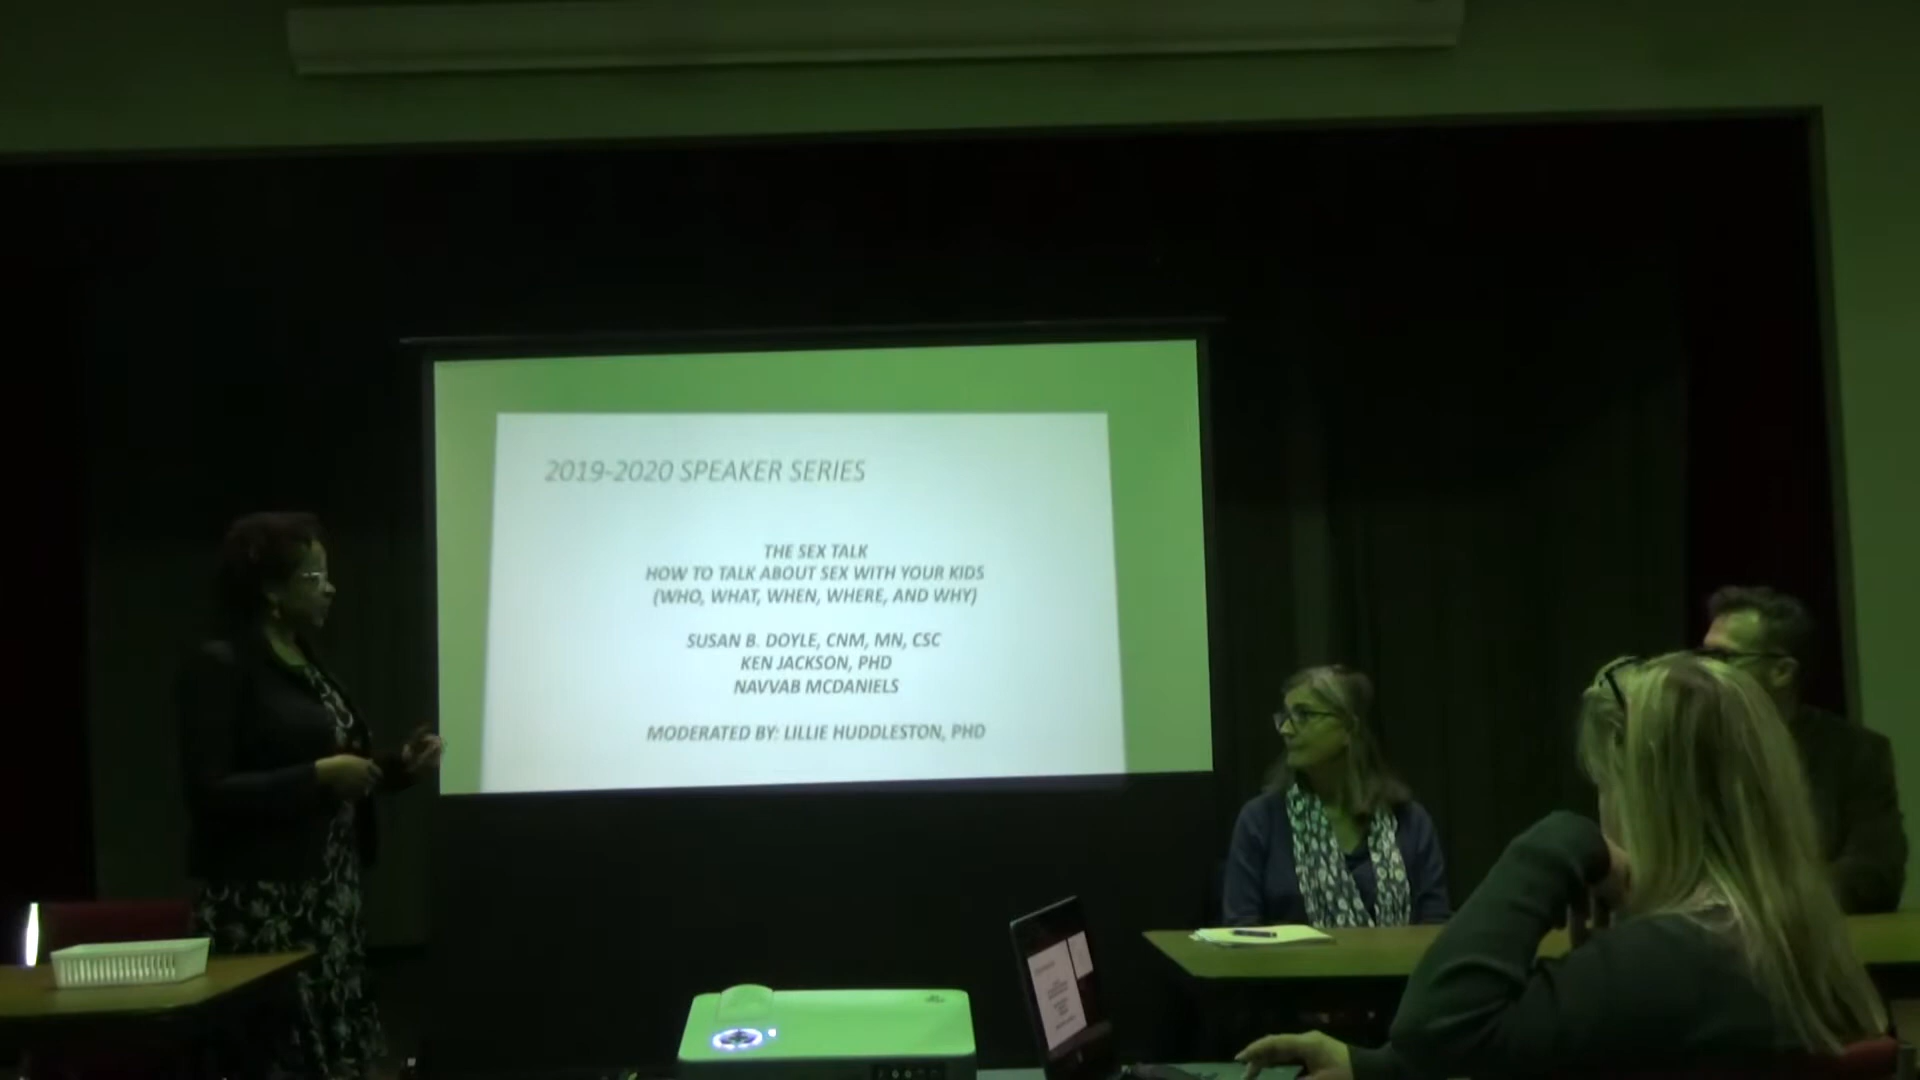 2019-2020 SPEAKER SERIES
THE SEX TALK
HOW TO TALK ABOUT SEX WITH YOUR KIDS
(WHO, WHAT, WHEN, WHERE, AND WHY)
SUSAN B. DOYLE, CNM, MN, CSC
KEN JACKSON, PHD
NAVVAB MCDANIELS
MODERATED BY: LILLIE HUDDLESTON, PHD